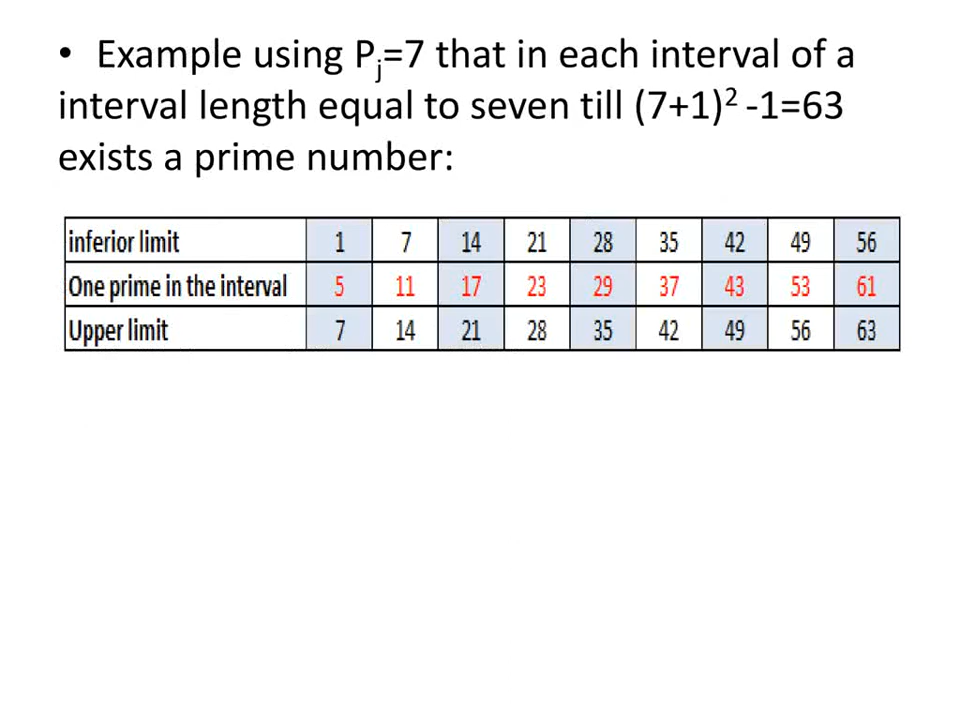 • Example using Pj=7 that in each interval of a
interval length equal to seven till (7+1)² -1=63
exists a prime number:
inferior limit 1 7 14 21 28 35 42 49 56
One prime in the interval 5 11 17 23 29 37 43 53 61
Upper limit 7 14 21 28 35 42 49 56 63